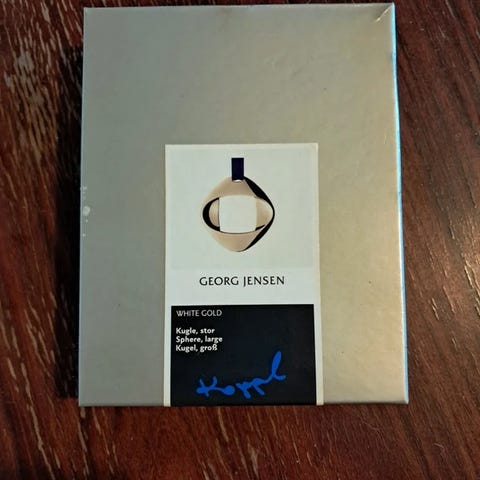 GEORG JENSEN
WHITE GOLD
Kugle, stor
Sphere, large
Kugel, groß
Koppel